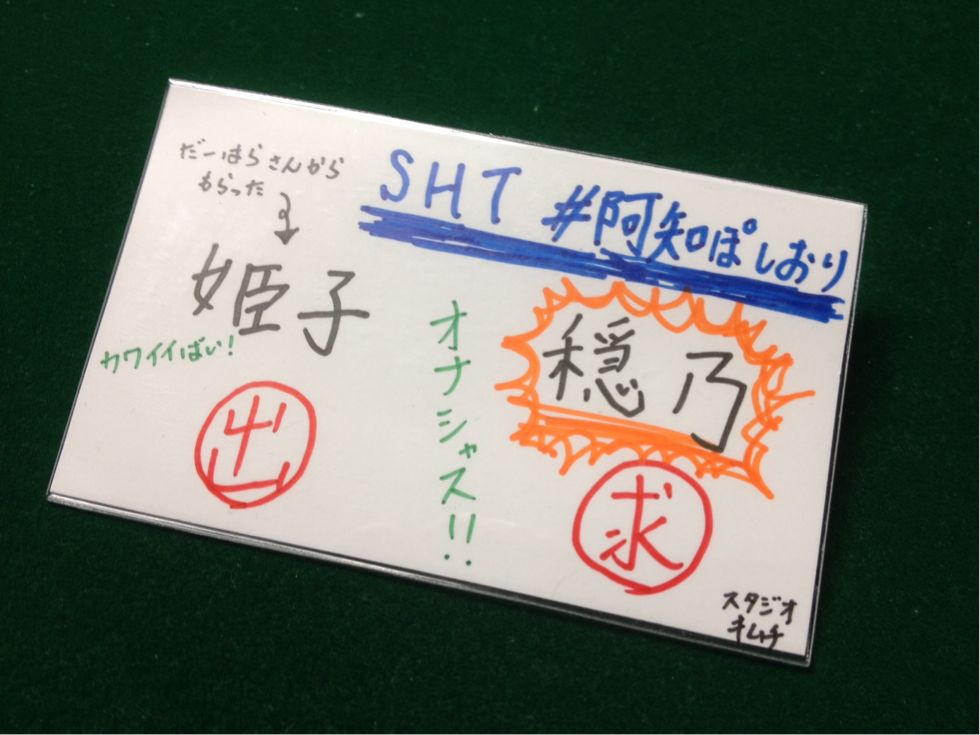 だーはらさんから
もらった
SHT #阿知ぽしおり
姫子
カワイイばい!
出
オナシャス!!
穏乃
求
スタジオ
キムチ